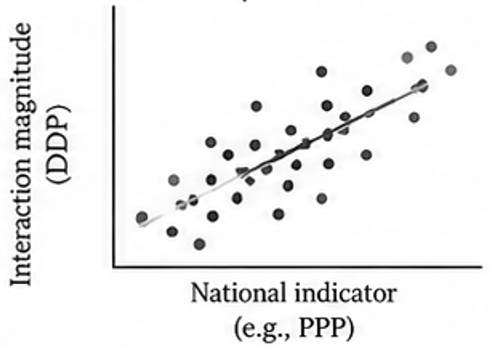 Interaction magnitude
(DDP)
National indicator
(e.g., PPP)